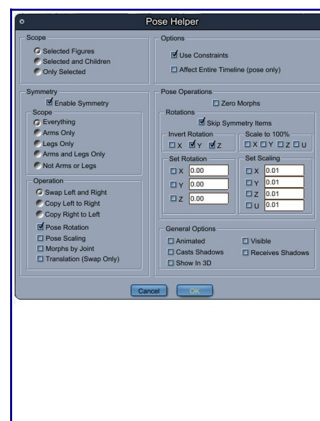 Pose Helper
Scope
Selected Figures
Selected and Children
Only Selected
Options
Use Constraints
Affect Entire Timeline (pose only)
Symmetry
Enable Symmetry
Scope
Everything
Arms Only
Legs Only
Arms and Legs Only
Not Arms or Legs
Operation
Swap Left and Right
Copy Left to Right
Copy Right to Left
Pose Rotation
Pose Scaling
Morphs by Joint
Translation (Swap Only)
Pose Operations
Zero Morphs
Rotations
Skip Symmetry Items
Invert Rotation
X Y Z
Scale to 100%
X Y Z U
Set Rotation
X 0.00
Y 0.00
Z 0.00
Set Scaling
X 0.01
Y 0.01
Z 0.01
U 0.01
General Options
Animated
Visible
Casts Shadows
Receives Shadows
Show In 3D
Cancel
OK